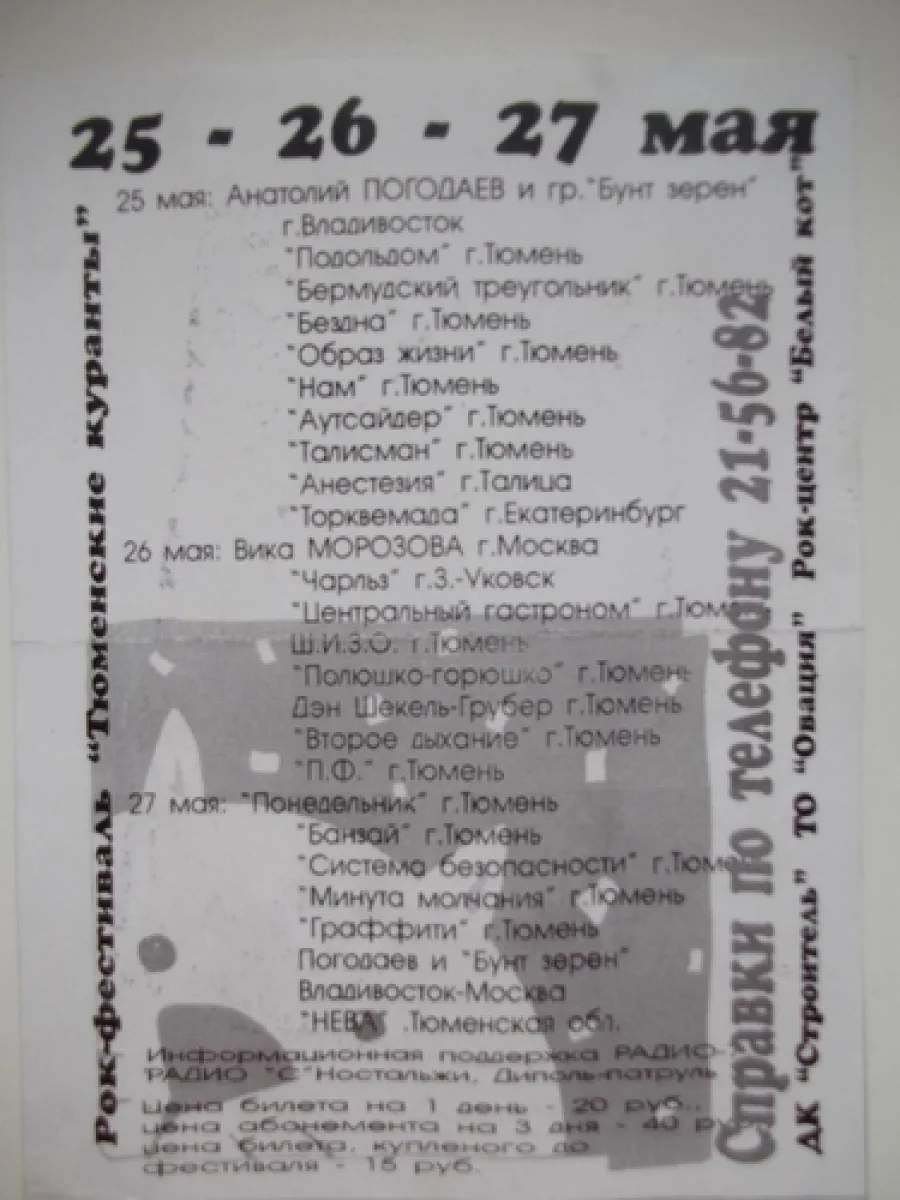 25 - 26 - 27 мая
25 мая: Анатолий ПОГОДАЕВ и гр."Бунт зерен"
г.Владивосток
"Подольдом" г.Тюмень
"Бермудский треугольник" г.Тюмень
"Бездна" г.Тюмень
"Образ жизни" г.Тюмень
"Нам" г.Тюмень
"Аутсайдер" г.Тюмень
"Талисман" г.Тюмень
"Анестезия" г.Талица
"Торквемада" г.Екатеринбург
26 мая: Вика МОРОЗОВА г.Москва
"Чарльз" г.З.-Уковск
"Центральный гастроном" г.Тюме
Ш.И.З.О. г.Тюмень
"Полюшко-горюшко" г.Тюмень
Дэн Шекель-Грубер г.Тюмень
"Второе дыхание" г.Тюмень
"П.Ф." г.Тюмень
27 мая: "Понедельник" г.Тюмень
"Банзай" г.Тюмень
"Система безопасности" г.Тюме
"Минута молчания" г.Тюмень
"Граффити" г.Тюмень
Погодаев и "Бунт зерен"
Владивосток-Москва
"НЕВА" .Тюменская обл.
Информационная поддержка РАДИО-
РАДИО "С"Ностальжи, Диполь-патруль
Цена билета на 1 день - 20 руб.,
цена абонемента на 3 дня - 40 ру
цена билета, купленого до
фестиваля - 15 руб.
Рок-фестиваль "Тюменские куранты"
Справки по телефону 21-56-82
ДК "Строитель" ТО "Овация" Рок-центр "Белый кот"